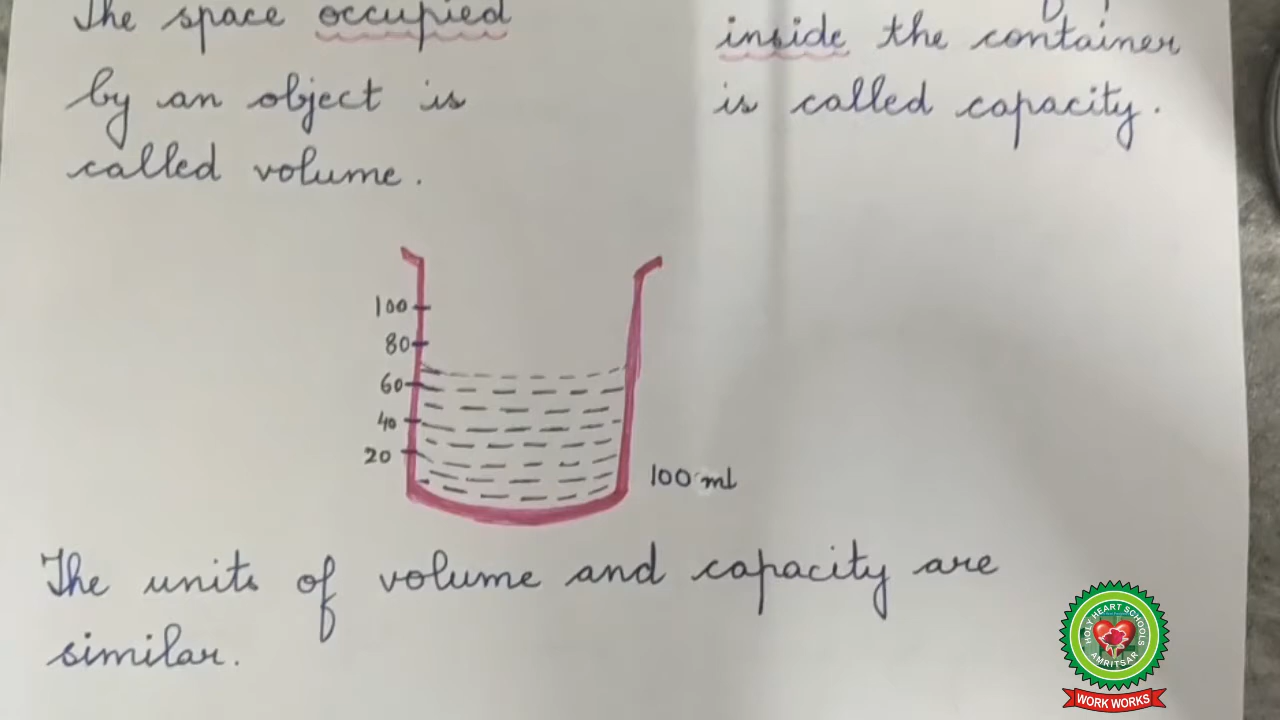 The space occupied
by an object is
called volume.
inside the container
is called capacity.
100
80
60
40
20
100 ml
The units of volume and capacity are
similar.
HOLY HEART SCHOOLS
AMRITSAR
WORK WORKS